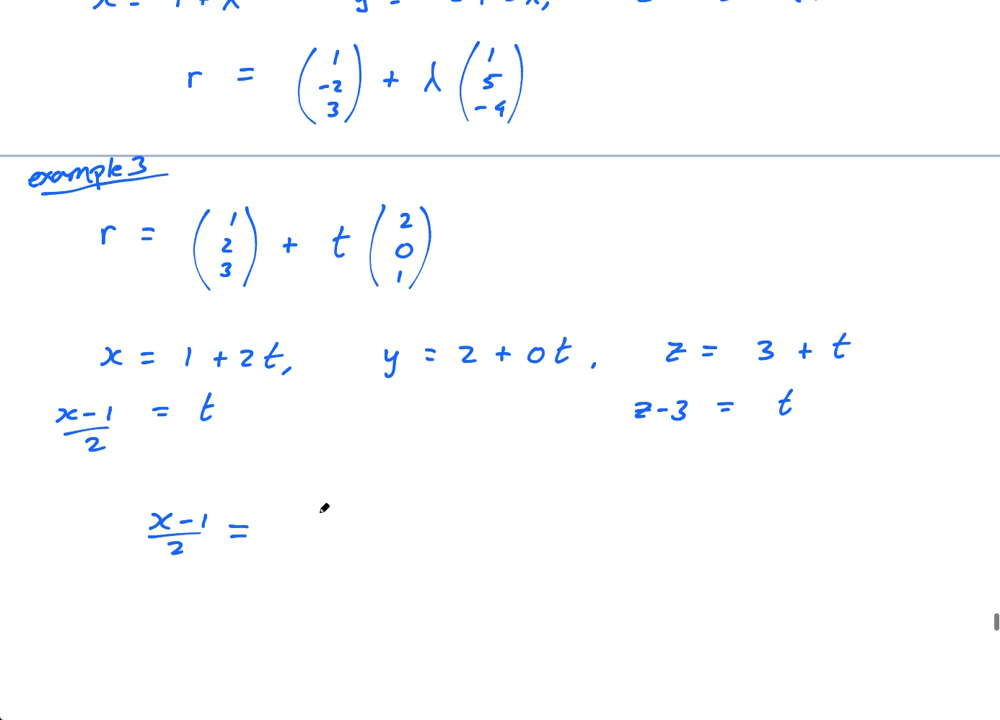 r = ( 1 -2 3 ) + λ ( 1 5 -4 )
example 3
r = ( 1 2 3 ) + t ( 2 0 1 )
x = 1 + 2t, y = 2 + 0t, z = 3 + t
x-1/2 = t z-3 = t
x-1/2 =